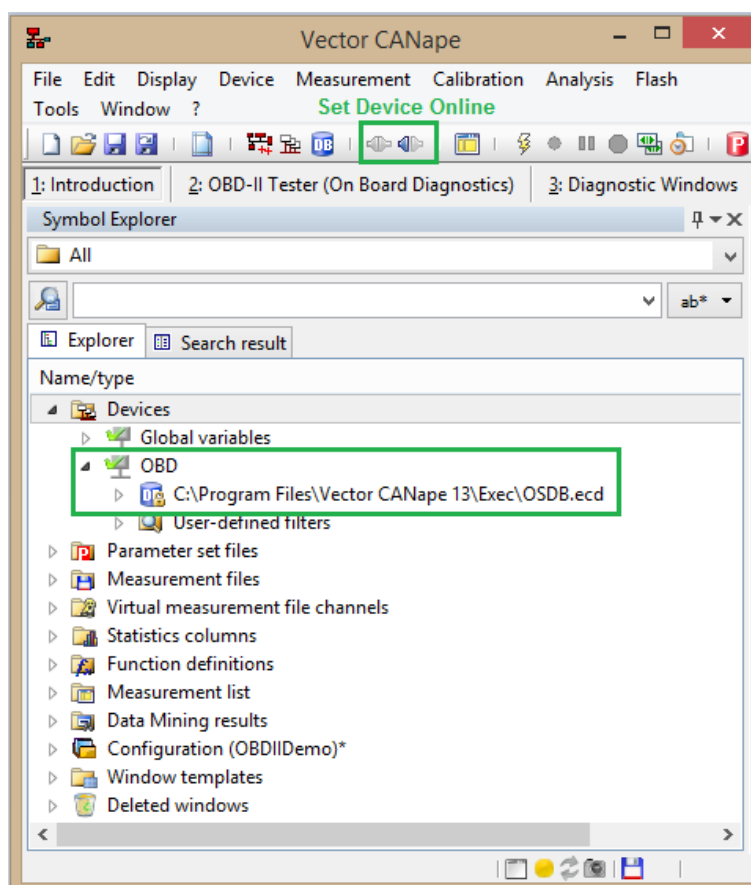 Vector CANape
File Edit Display Device Measurement Calibration Analysis Flash
Tools Window ? Set Device Online
DB
P
1: Introduction 2: OBD-II Tester (On Board Diagnostics) 3: Diagnostic Windows
Symbol Explorer
All
ab*
Explorer Search result
Name/type
Devices
Global variables
OBD
C:\Program Files\Vector CANape 13\Exec\OSDB.ecd
User-defined filters
Parameter set files
Measurement files
Virtual measurement file channels
Statistics columns
Function definitions
Measurement list
Data Mining results
Configuration (OBDIIDemo)*
Window templates
Deleted windows